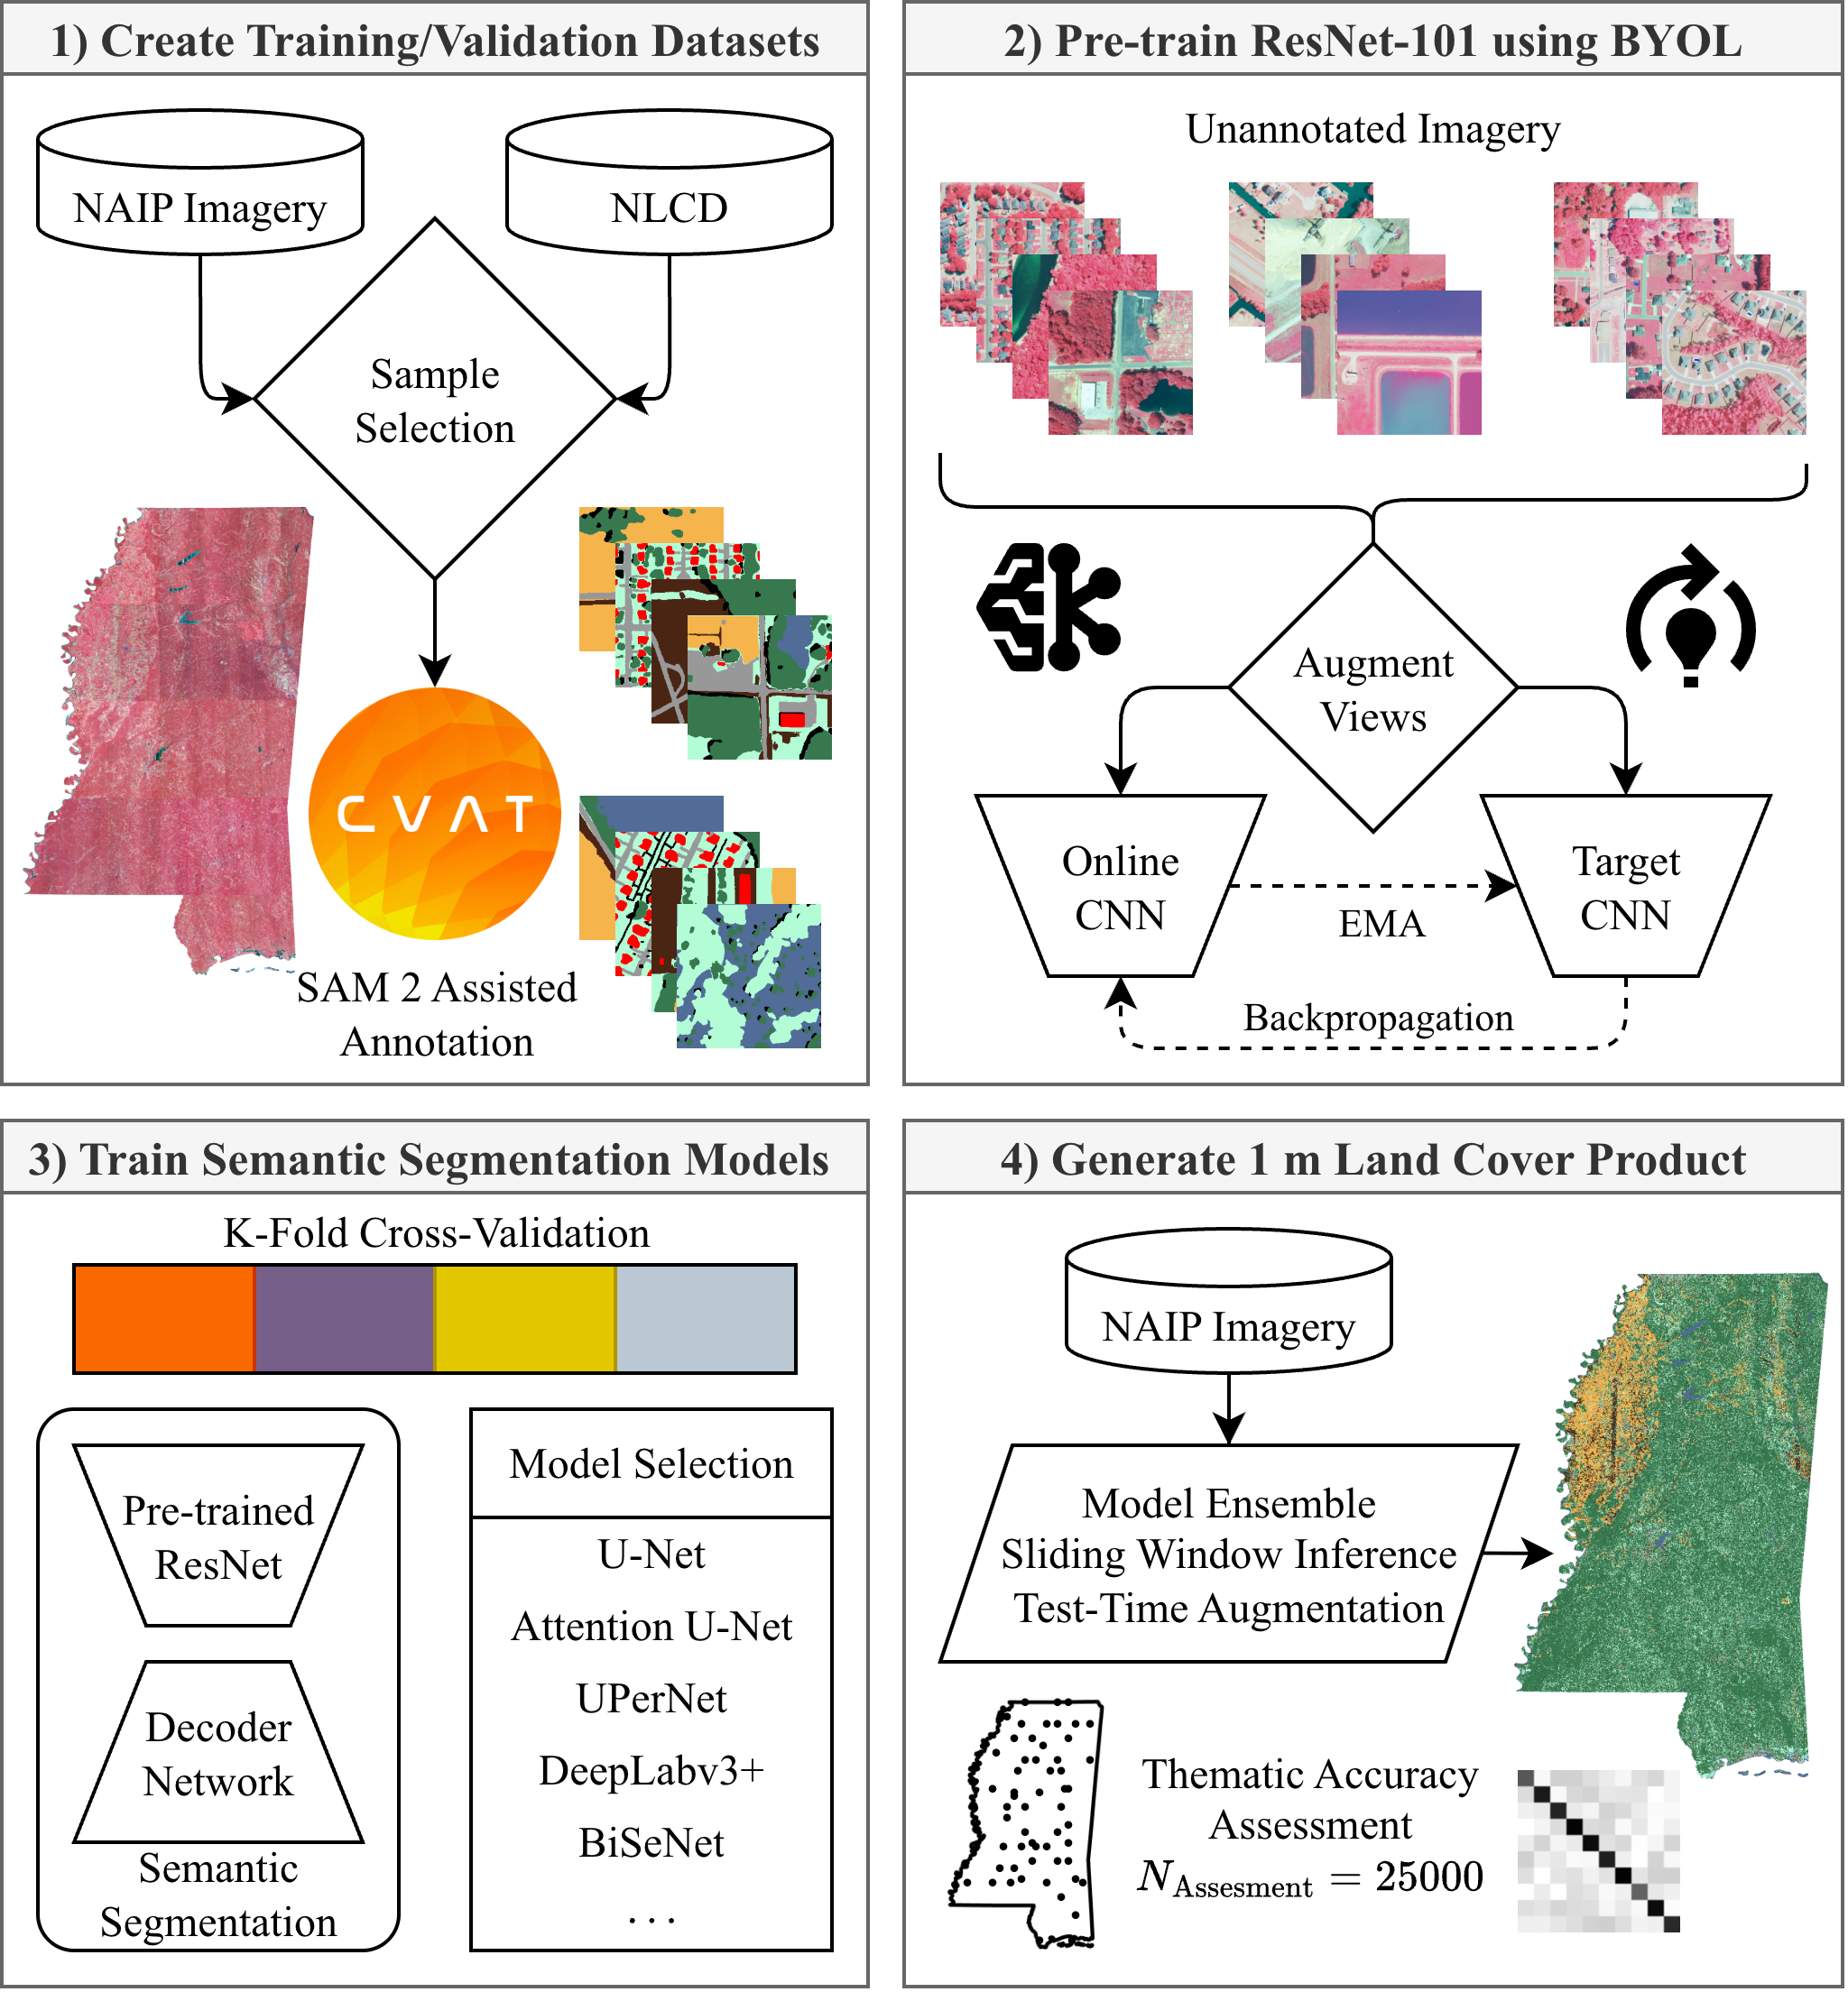 1) Create Training/Validation Datasets
NAIP Imagery
NLCD
Sample
Selection
CVAT
SAM 2 Assisted
Annotation
2) Pre-train ResNet-101 using BYOL
Unannotated Imagery
Augment
Views
Online
CNN
EMA
Target
CNN
Backpropagation
3) Train Semantic Segmentation Models
K-Fold Cross-Validation
Pre-trained
ResNet
Decoder
Network
Semantic
Segmentation
Model Selection
U-Net
Attention U-Net
UPerNet
DeepLabv3+
BiSeNet
...
4) Generate 1 m Land Cover Product
NAIP Imagery
Model Ensemble
Sliding Window Inference
Test-Time Augmentation
Thematic Accuracy
Assessment
N_Assesment = 25000